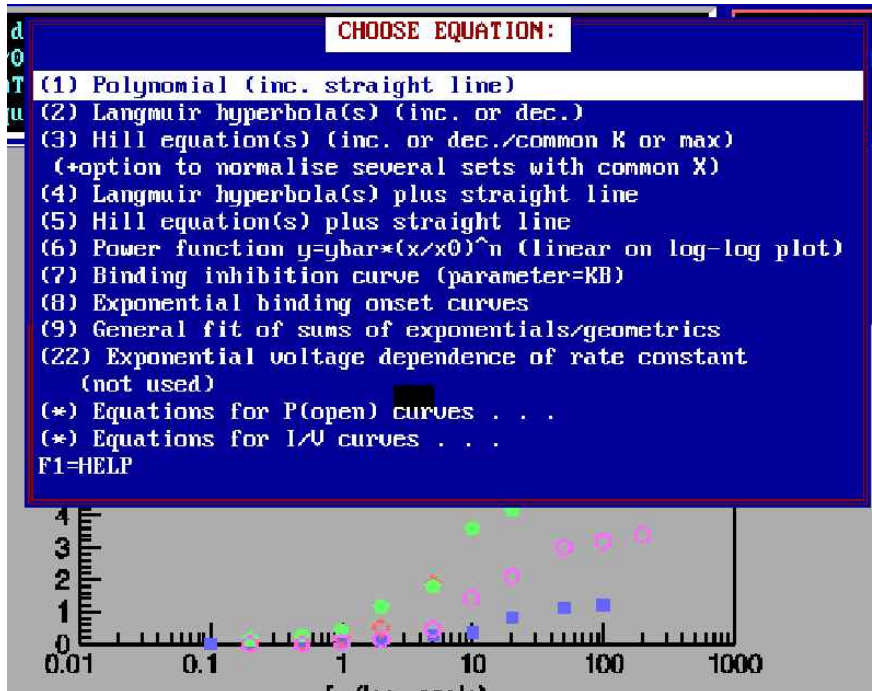 CHOOSE EQUATION:
(1) Polynomial (inc. straight line)
(2) Langmuir hyperbola(s) (inc. or dec.)
(3) Hill equation(s) (inc. or dec./common K or max)
(+option to normalise several sets with common X)
(4) Langmuir hyperbola(s) plus straight line
(5) Hill equation(s) plus straight line
(6) Power function y=ybar*(x/x0)^n (linear on log-log plot)
(7) Binding inhibition curve (parameter=KB)
(8) Exponential binding onset curves
(9) General fit of sums of exponentials/geometrics
(22) Exponential voltage dependence of rate constant
(not used)
(*) Equations for P(open) curves . . .
(*) Equations for I/V curves . . .
F1=HELP
4
3
2
1
0
0.01 0.1 1 10 100 1000